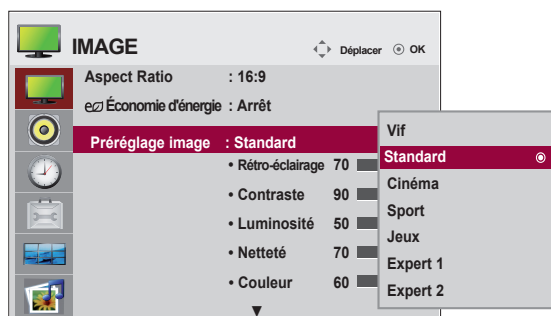 IMAGE
Déplacer OK
Aspect Ratio : 16:9
Économie d'énergie : Arrêt
Préréglage image : Standard
• Rétro-éclairage 70
• Contraste 90
• Luminosité 50
• Netteté 70
• Couleur 60
Vif
Standard
Cinéma
Sport
Jeux
Expert 1
Expert 2